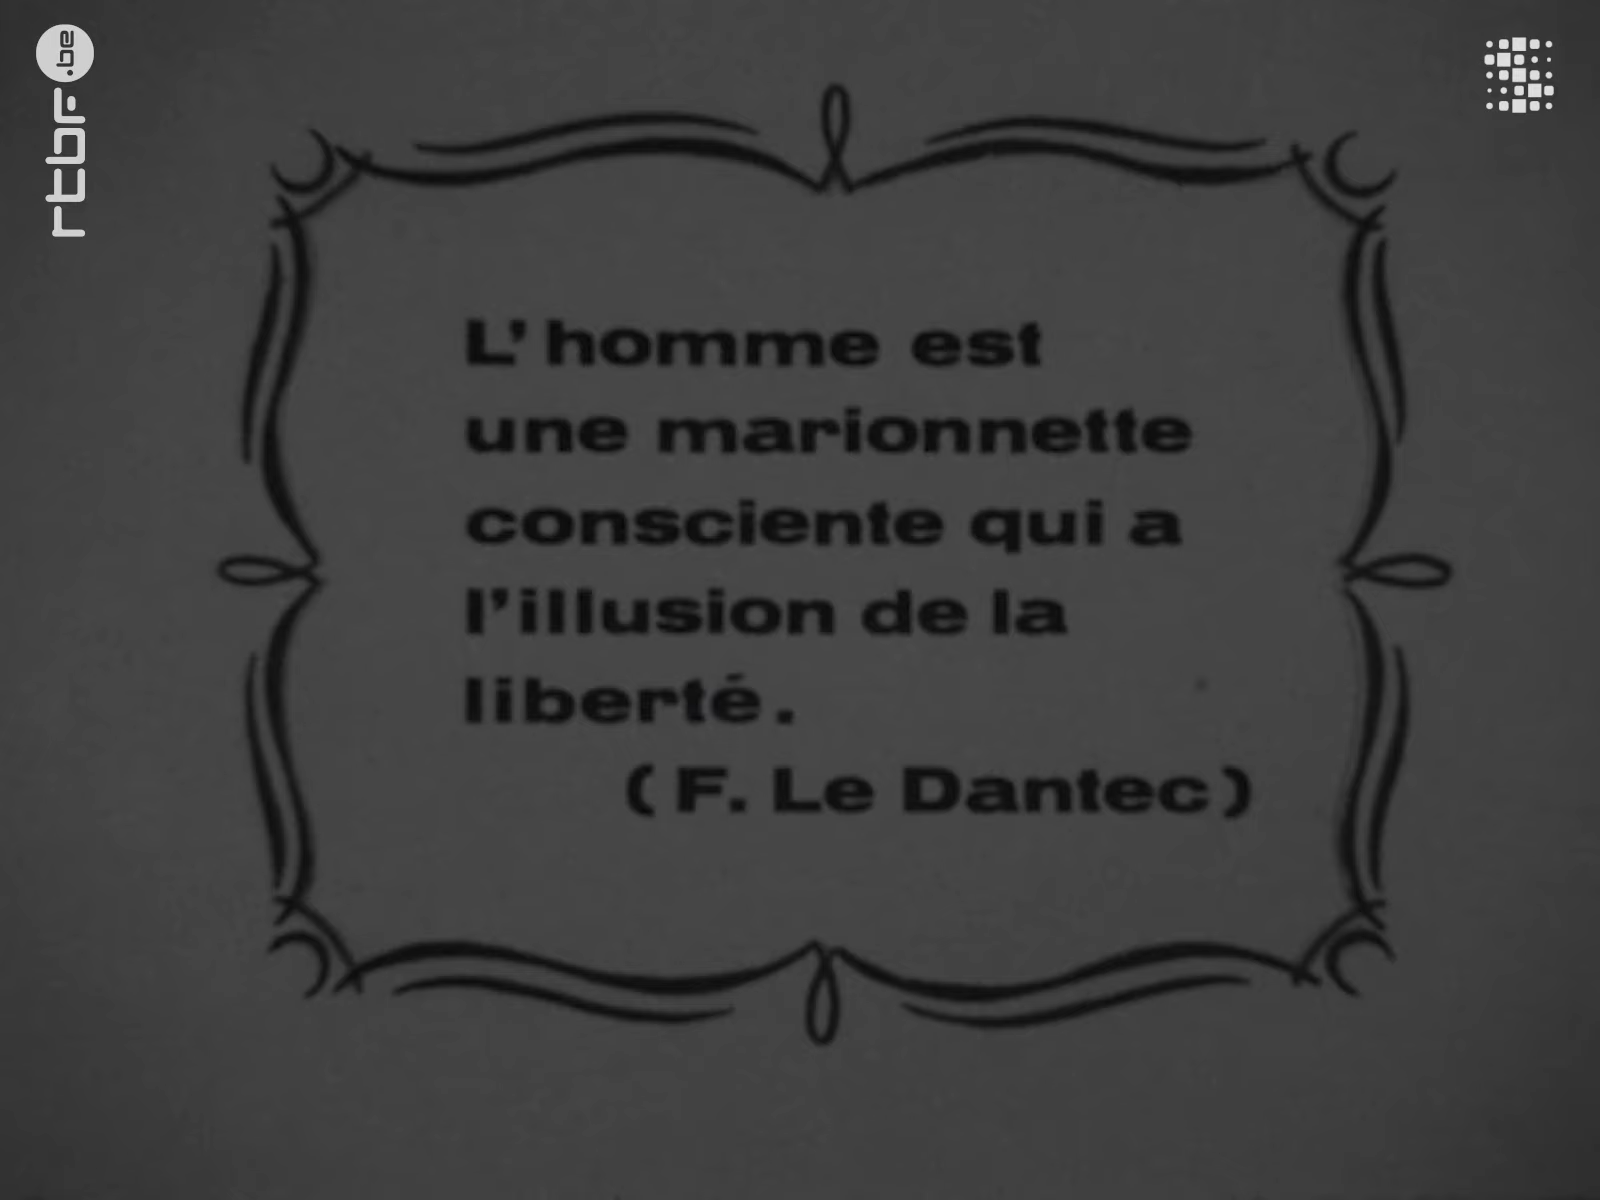 rtbf.be
L'homme est
une marionnette
consciente qui a
l'illusion de la
liberté.
(F. Le Dantec)